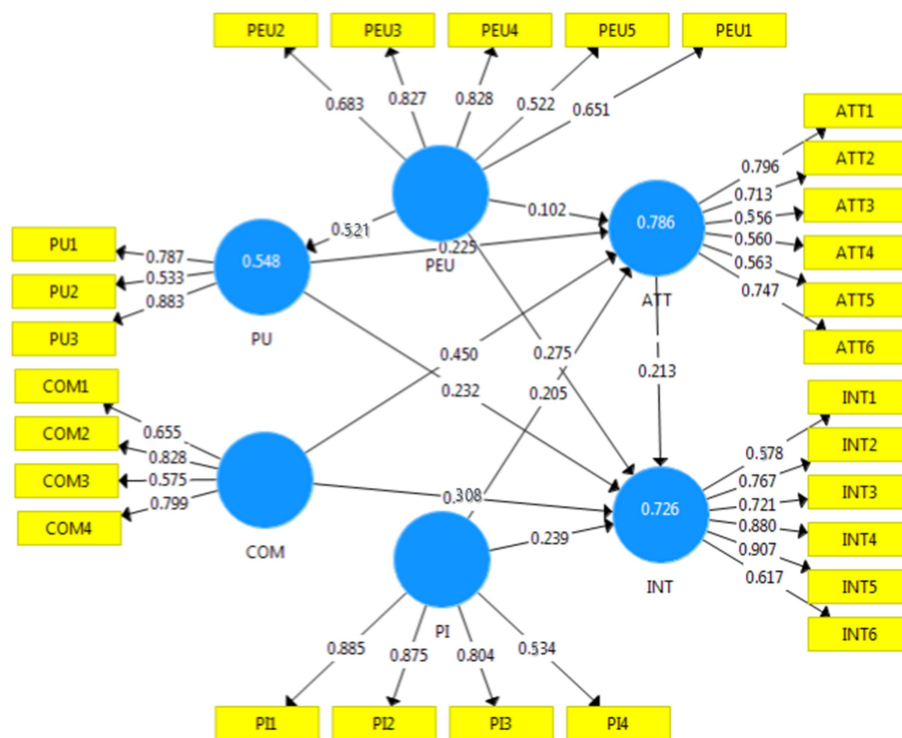 PEU2
PEU3
PEU4
PEU5
PEU1
0.683
0.827
0.828
0.522
0.651
ATT1
ATT2
ATT3
ATT4
ATT5
ATT6
0.796
0.713
0.556
0.560
0.563
0.747
0.786
ATT
PEU
0.102
0.521
0.225
PU1
PU2
PU3
0.787
0.533
0.883
0.548
PU
0.450
0.275
0.232
0.205
0.213
COM1
COM2
COM3
COM4
0.655
0.828
0.575
0.799
COM
0.308
0.239
INT1
INT2
INT3
INT4
INT5
INT6
0.578
0.767
0.721
0.880
0.907
0.617
0.726
INT
PI
0.885
0.875
0.804
0.534
PI1
PI2
PI3
PI4